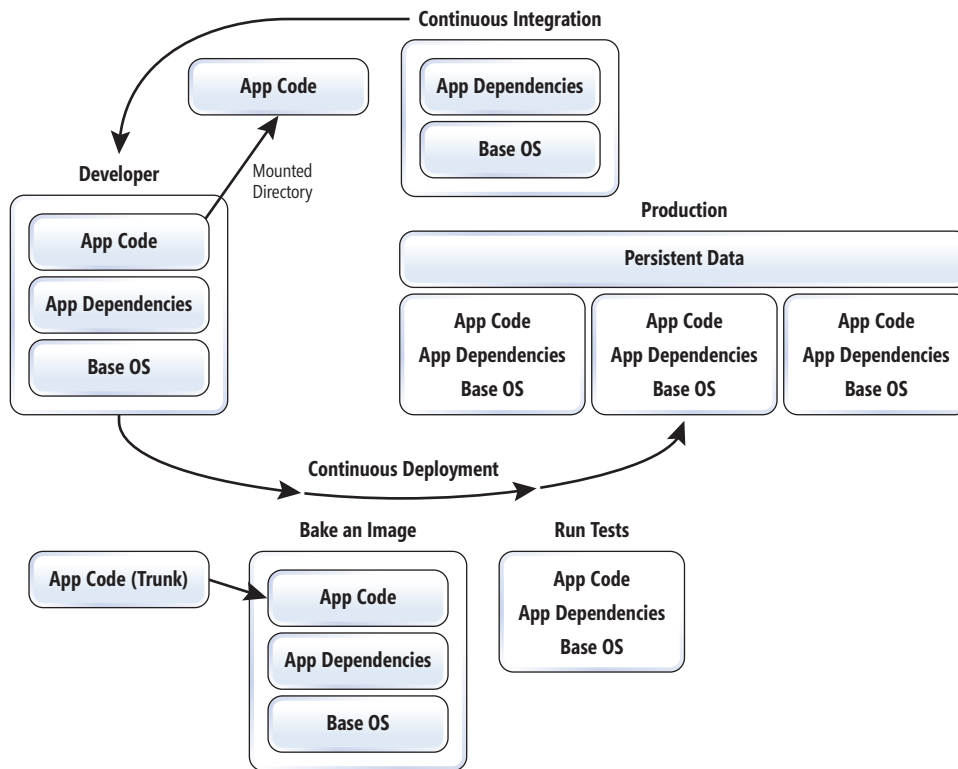 Continuous Integration
App Code
App Dependencies
Base OS
Mounted
Directory
Developer
App Code
App Dependencies
Base OS
Production
Persistent Data
App Code
App Dependencies
Base OS
App Code
App Dependencies
Base OS
App Code
App Dependencies
Base OS
Continuous Deployment
Bake an Image
App Code (Trunk)
App Code
App Dependencies
Base OS
Run Tests
App Code
App Dependencies
Base OS